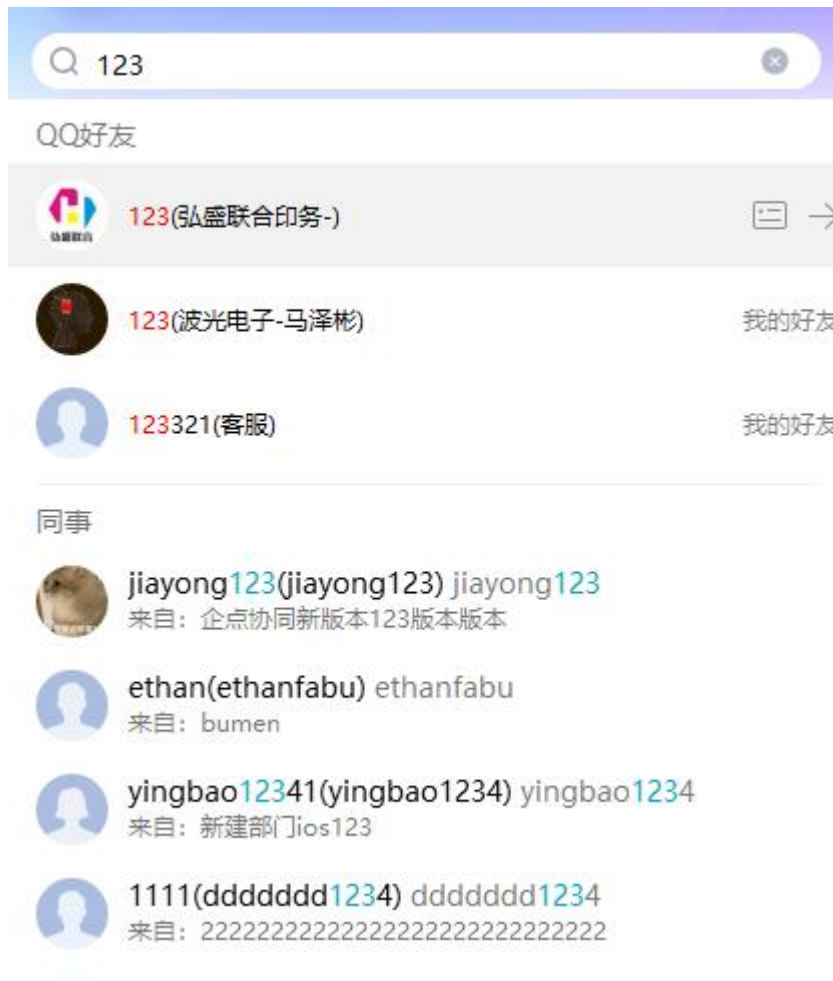 123
QQ好友
123(弘盛联合印务-)
弘盛联合
123(波光电子-马泽彬)
我的好友
123321(客服)
我的好友
同事
jiayong123(jiayong123) jiayong123
来自：企点协同新版本123版本版本
ethan(ethanfabu) ethanfabu
来自：bumen
yingbao12341(yingbao1234) yingbao1234
来自：新建部门ios123
1111(ddddddd1234) ddddddd1234